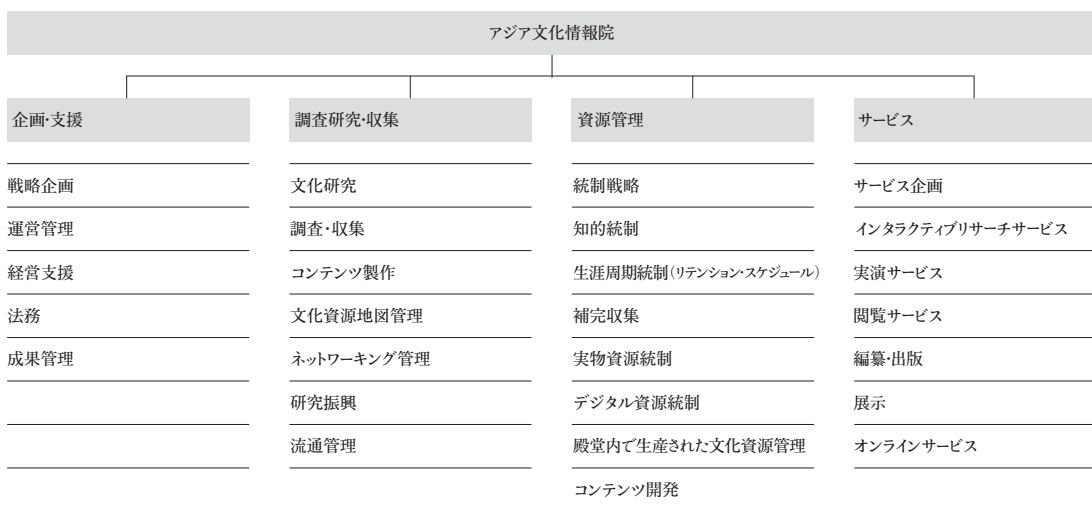 アジア文化情報院
企画・支援
戦略企画
運営管理
経営支援
法務
成果管理
調査研究・収集
文化研究
調査・収集
コンテンツ製作
文化資源地図管理
ネットワーキング管理
研究振興
流通管理
資源管理
統制戦略
知的統制
生涯周期統制（リテンション・スケジュール）
補完収集
実物資源統制
デジタル資源統制
殿堂内で生産された文化資源管理
コンテンツ開発
サービス
サービス企画
インタラクティブリサーチサービス
実演サービス
閲覧サービス
編纂・出版
展示
オンラインサービス